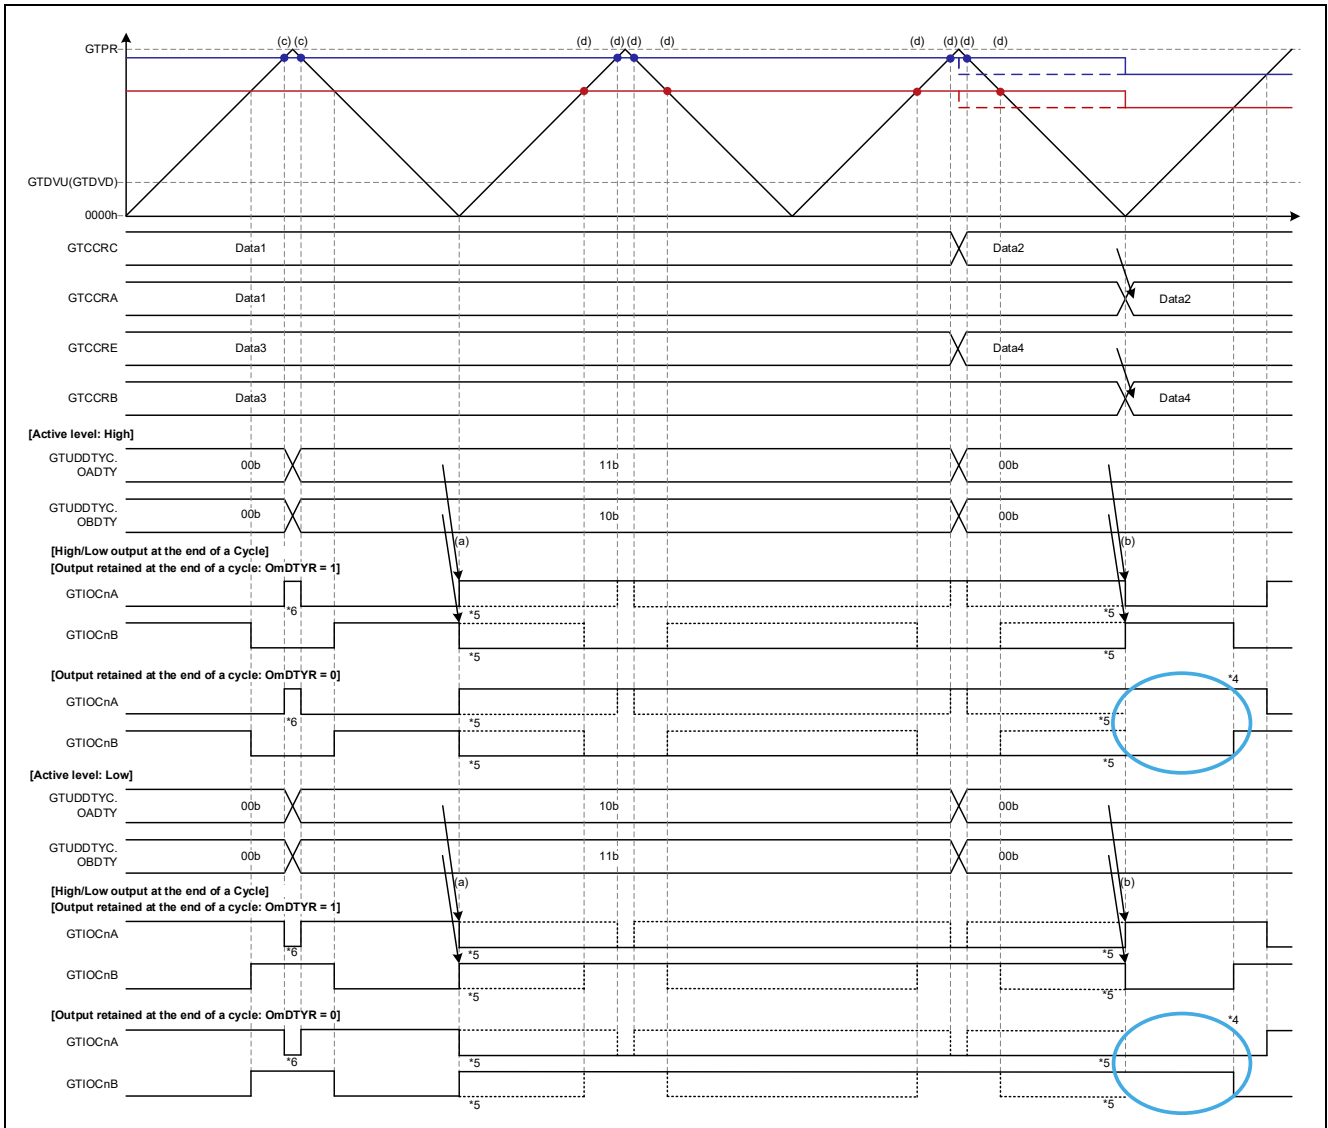 (c) (c) (d) (d) (d) (d) (d) (d) (d) (d)
GTPR
GTDVU(GTDVD)
0000h
GTCCRC Data1 Data2
GTCCRA Data1 Data2
GTCCRE Data3 Data4
GTCCRB Data3 Data4
[Active level: High]
GTUDDTYC.
OADTY 00b 11b 00b
GTUDDTYC.
OBDTY 00b 10b 00b
(a) (b)
[High/Low output at the end of a Cycle]
[Output retained at the end of a cycle: OmDTYR = 1]
GTIOCnA
*6 *5 *5
GTIOCnB
*5 *5
[Output retained at the end of a cycle: OmDTYR = 0] *4
GTIOCnA
*6 *5 *5
GTIOCnB
*5 *5
[Active level: Low]
GTUDDTYC.
OADTY 00b 10b 00b
GTUDDTYC.
OBDTY 00b 11b 00b
(a) (b)
[High/Low output at the end of a Cycle]
[Output retained at the end of a cycle: OmDTYR = 1]
GTIOCnA
*6 *5 *5
GTIOCnB
*5 *5
[Output retained at the end of a cycle: OmDTYR = 0] *4
GTIOCnA
*6 *5 *5
GTIOCnB
*5 *5